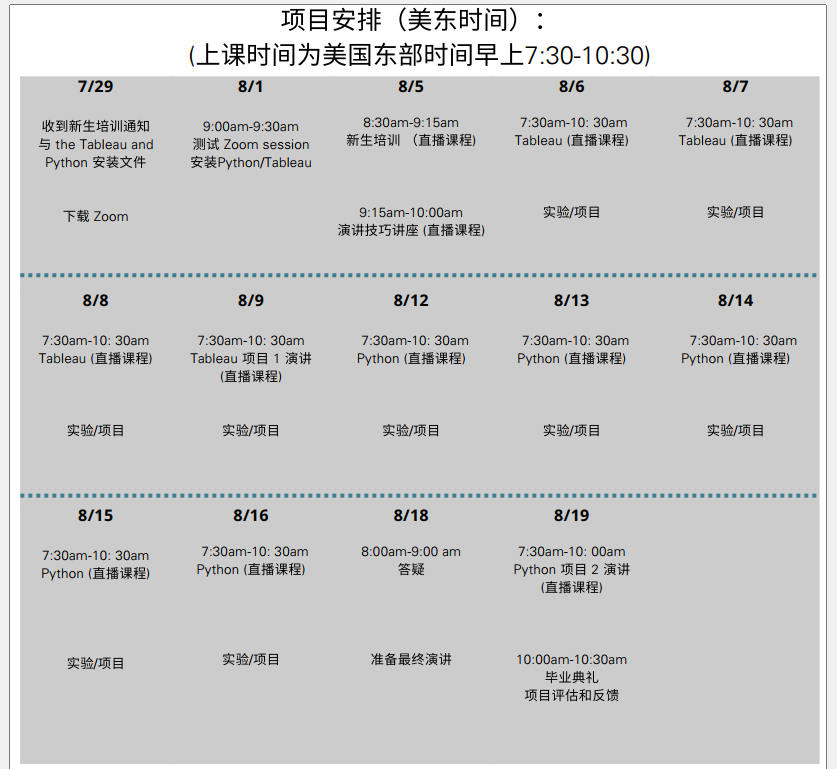 项目安排（美东时间）：
(上课时间为美国东部时间早上7:30-10:30)
7/29
收到新生培训通知
与 the Tableau and
Python 安装文件
下载 Zoom
8/1
9:00am-9:30am
测试 Zoom session
安装Python/Tableau
8/5
8:30am-9:15am
新生培训 （直播课程)
9:15am-10:00am
演讲技巧讲座 (直播课程)
8/6
7:30am-10: 30am
Tableau (直播课程)
实验/项目
8/7
7:30am-10: 30am
Tableau (直播课程)
实验/项目
8/8
7:30am-10: 30am
Tableau (直播课程)
实验/项目
8/9
7:30am-10: 30am
Tableau 项目 1 演讲
(直播课程)
实验/项目
8/12
7:30am-10: 30am
Python (直播课程)
实验/项目
8/13
7:30am-10: 30am
Python (直播课程)
实验/项目
8/14
7:30am-10: 30am
Python (直播课程)
实验/项目
8/15
7:30am-10: 30am
Python (直播课程)
实验/项目
8/16
7:30am-10: 30am
Python (直播课程)
实验/项目
8/18
8:00am-9:00 am
答疑
准备最终演讲
8/19
7:30am-10: 00am
Python 项目 2 演讲
(直播课程)
10:00am-10:30am
毕业典礼
项目评估和反馈